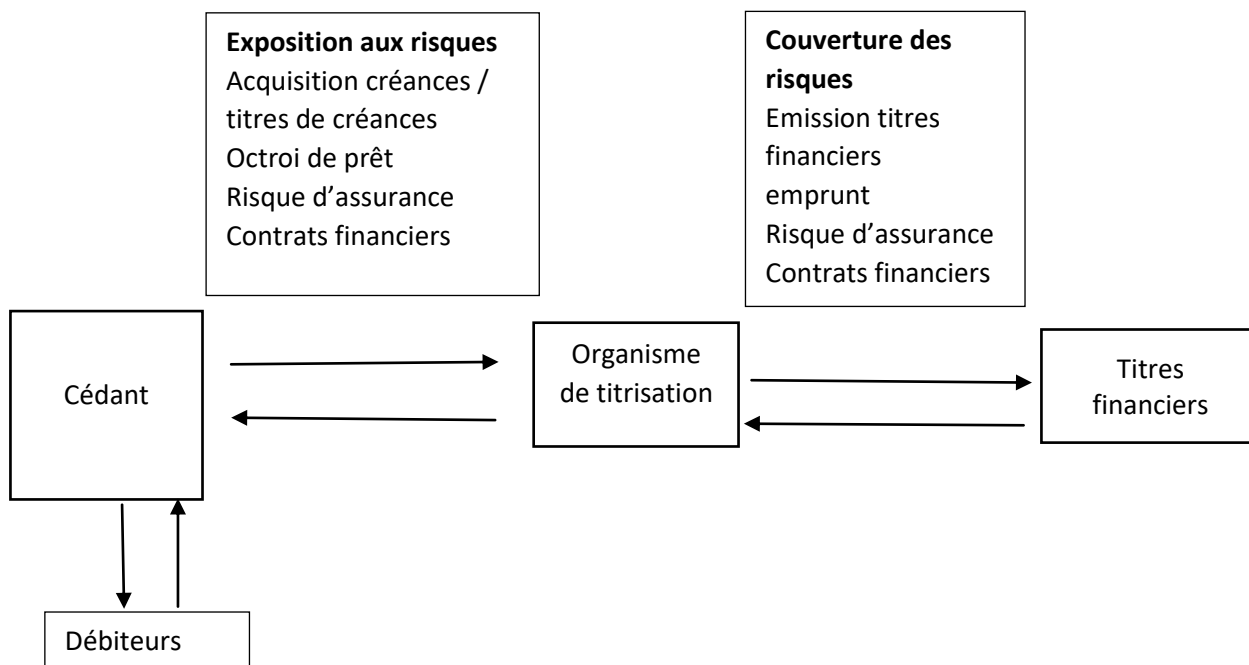 Exposition aux risques
Acquisition créances /
titres de créances
Octroi de prêt
Risque d’assurance
Contrats financiers
Couverture des
risques
Emission titres
financiers
emprunt
Risque d’assurance
Contrats financiers
Cédant
Organisme
de titrisation
Titres
financiers
Débiteurs